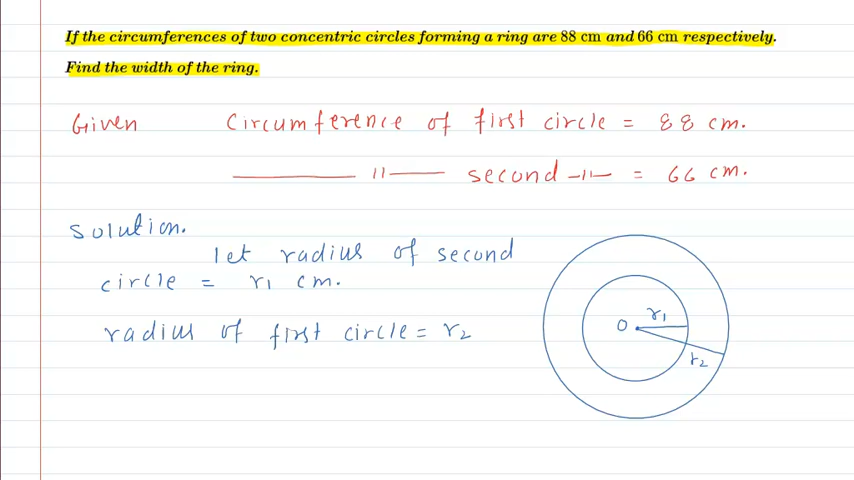 If the circumferences of two concentric circles forming a ring are 88 cm and 66 cm respectively.
Find the width of the ring.
Given Circumference of first circle = 88 cm.
—— 11 —— second —11— = 66 cm.
Solution.
let radius of second
circle = r1 cm.
radius of first circle = r2
O r1
r2